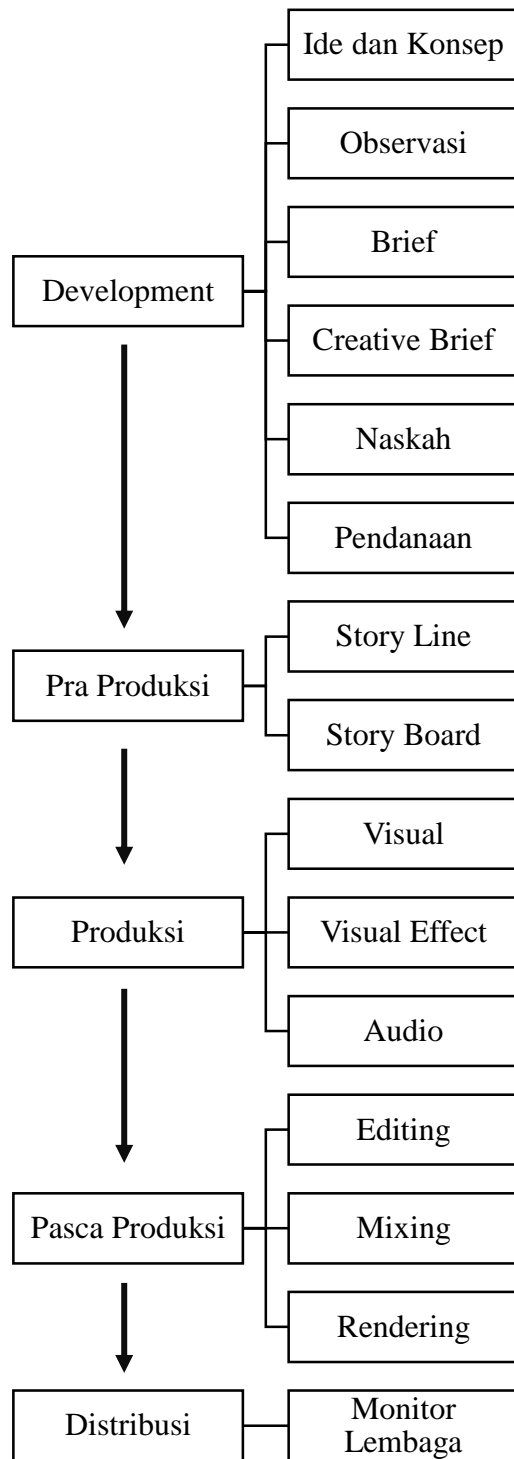 Development
Ide dan Konsep
Observasi
Brief
Creative Brief
Naskah
Pendanaan
Pra Produksi
Story Line
Story Board
Produksi
Visual
Visual Effect
Audio
Pasca Produksi
Editing
Mixing
Rendering
Distribusi
Monitor
Lembaga